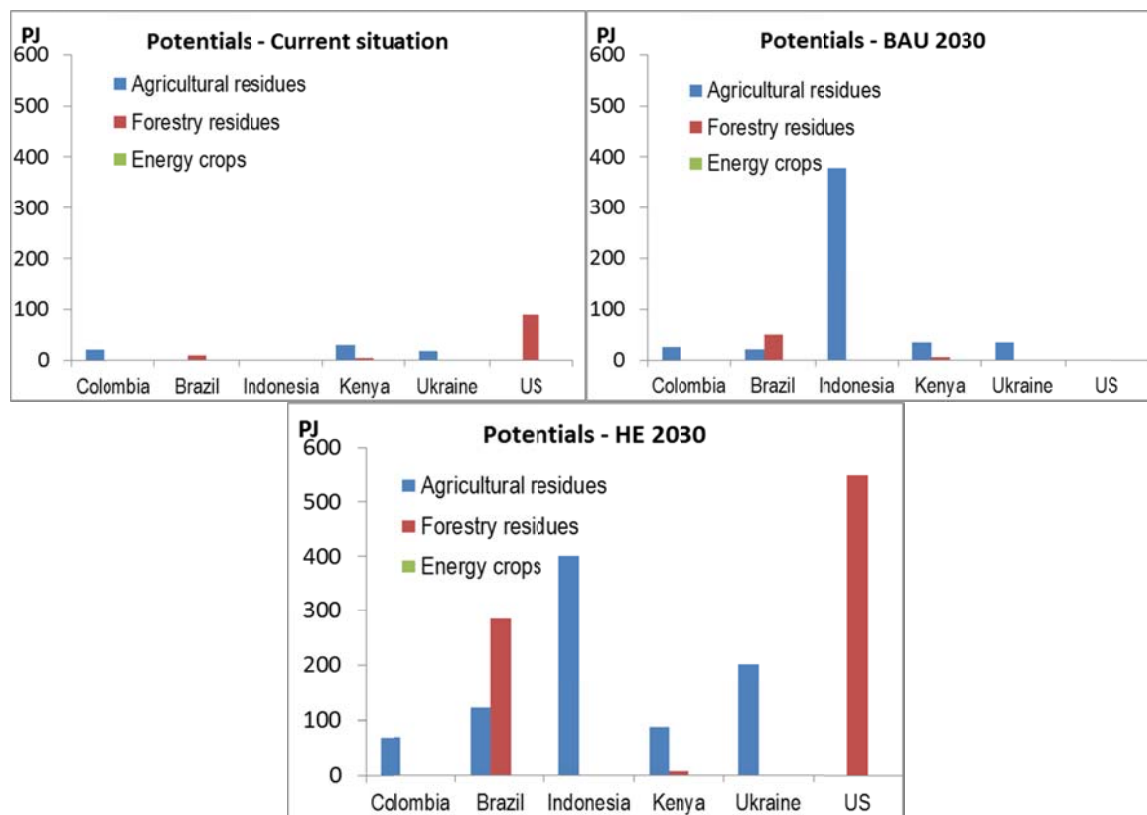 PJ
Potentials - Current situation
600
500
400
300
200
100
0
Agricultural residues
Forestry residues
Energy crops
Colombia Brazil Indonesia Kenya Ukraine US
PJ
Potentials - BAU 2030
600
500
400
300
200
100
0
Agricultural residues
Forestry residues
Energy crops
Colombia Brazil Indonesia Kenya Ukraine US
PJ
Potentials - HE 2030
600
500
400
300
200
100
0
Agricultural residues
Forestry residues
Energy crops
Colombia Brazil Indonesia Kenya Ukraine US